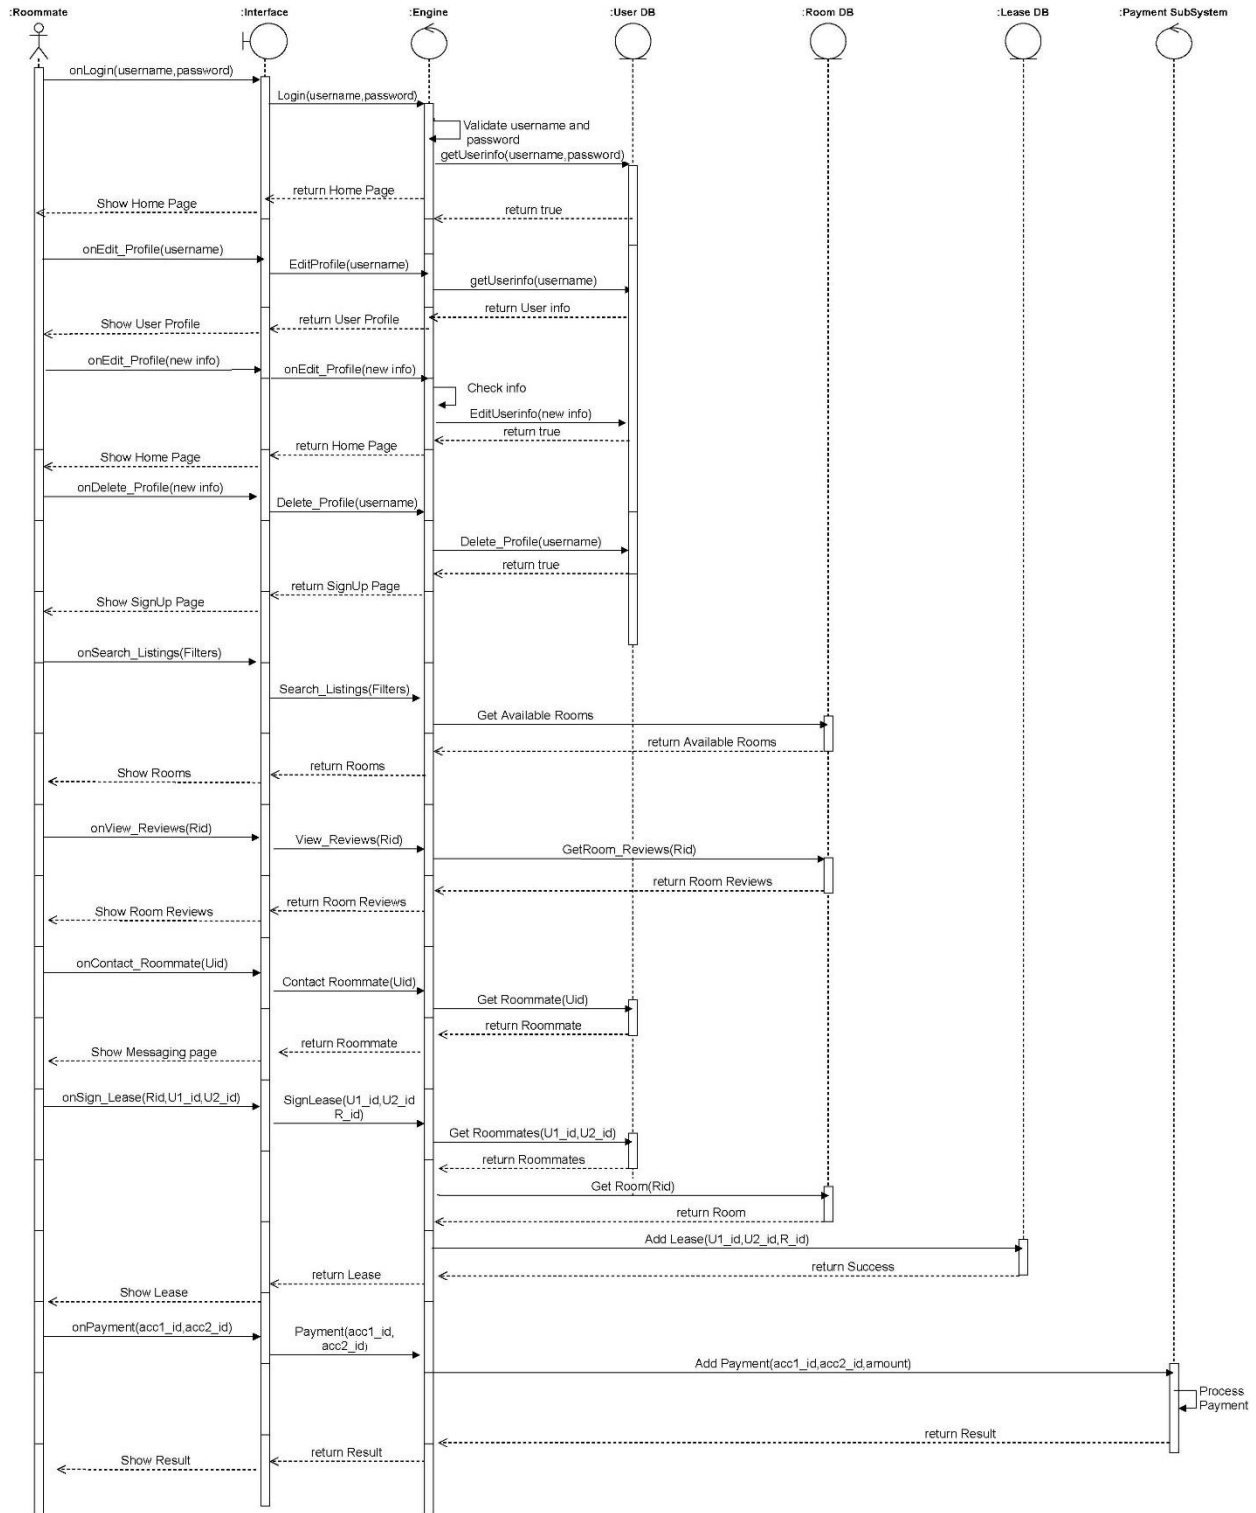 :Roommate
:Interface
:Engine
:User DB
:Room DB
:Lease DB
:Payment SubSystem
onLogin(username,password)
Login(username,password)
Validate username and
password
getUserinfo(username,password)
return Home Page
Show Home Page
return true
onEdit_Profile(username)
EditProfile(username)
getUserinfo(username)
return User info
return User Profile
Show User Profile
onEdit_Profile(new info)
onEdit_Profile(new info)
Check info
EditUserinfo(new info)
return true
return Home Page
Show Home Page
onDelete_Profile(new info)
Delete_Profile(username)
Delete_Profile(username)
return true
return SignUp Page
Show SignUp Page
onSearch_Listings(Filters)
Search_Listings(Filters)
Get Available Rooms
return Available Rooms
return Rooms
Show Rooms
onView_Reviews(Rid)
View_Reviews(Rid)
GetRoom_Reviews(Rid)
return Room Reviews
return Room Reviews
Show Room Reviews
onContact_Roommate(Uid)
Contact Roommate(Uid)
Get Roommate(Uid)
return Roommate
return Roommate
Show Messaging page
onSign_Lease(Rid,U1_id,U2_id)
SignLease(U1_id,U2_id
R_id)
Get Roommates(U1_id,U2_id)
return Roommates
Get Room(Rid)
return Room
Add Lease(U1_id,U2_id,R_id)
return Success
return Lease
Show Lease
onPayment(acc1_id,acc2_id)
Payment(acc1_id,
acc2_id)
Add Payment(acc1_id,acc2_id,amount)
Process
Payment
return Result
return Result
Show Result